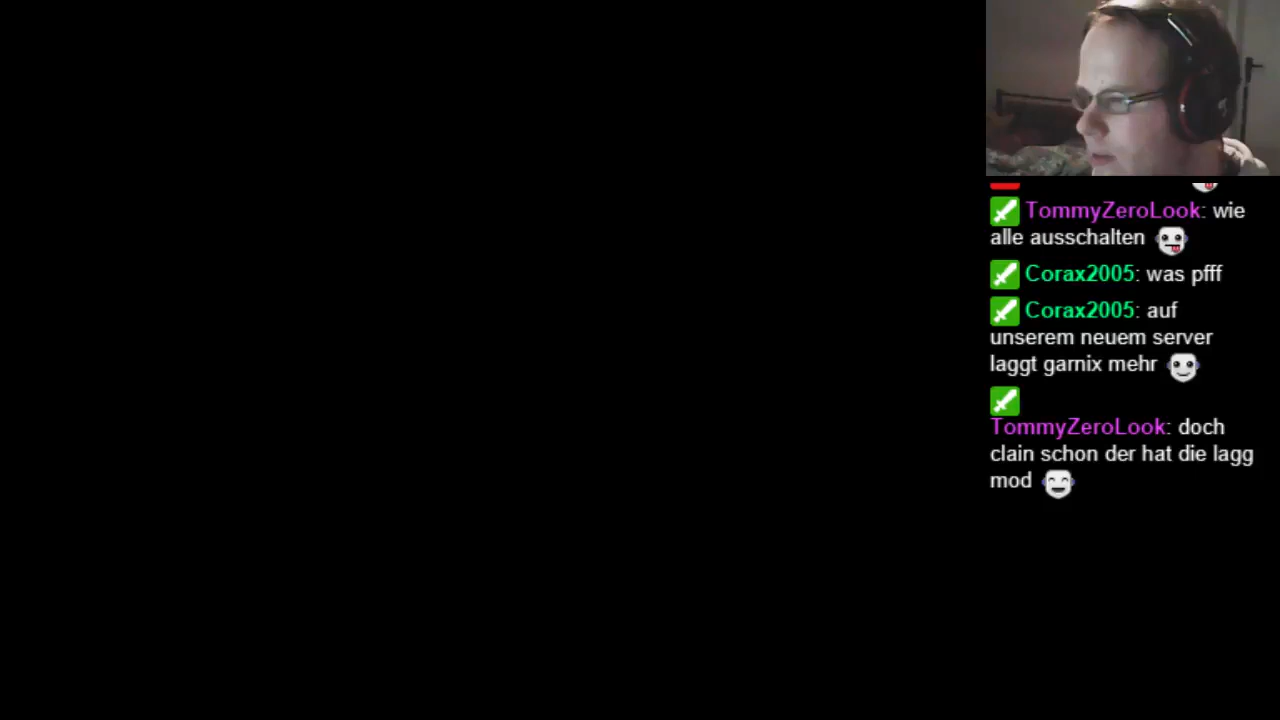 TommyZeroLook: wie
alle ausschalten
Corax2005: was pfff
Corax2005: auf
unserem neuem server
laggt garnix mehr
TommyZeroLook: doch
clain schon der hat die lagg
mod